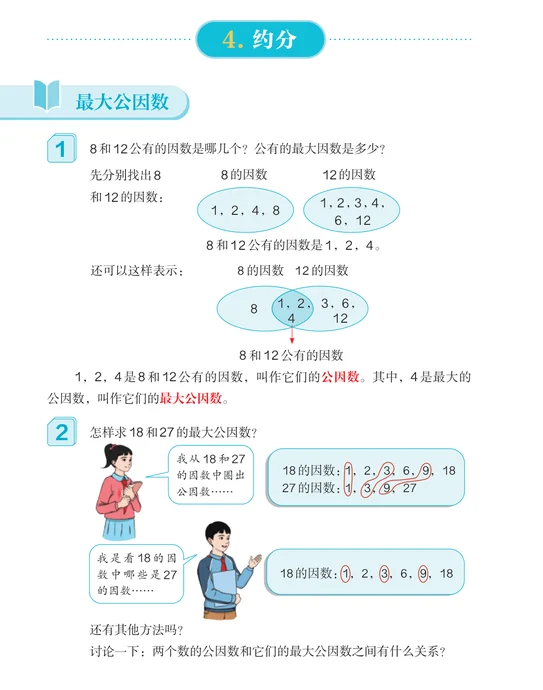 4. 约分
最大公因数
1 8和12公有的因数是哪几个？公有的最大因数是多少？
先分别找出8 8的因数 12的因数
和12的因数： 1，2，4，8 1，2，3，4，
6，12
8和12公有的因数是1，2，4。
还可以这样表示： 8的因数 12的因数
8 1，2， 3，6，
4 12
8和12公有的因数
1，2，4是8和12公有的因数，叫作它们的公因数。其中，4是最大的
公因数，叫作它们的最大公因数。
2 怎样求18和27的最大公因数？
我从18和27
的因数中圈出
公因数……
18的因数：1，2，3，6，9，18
27的因数：1，3，9，27
我是看18的因
数中哪些是27
的因数……
18的因数：1，2，3，6，9，18
还有其他方法吗？
讨论一下：两个数的公因数和它们的最大公因数之间有什么关系？